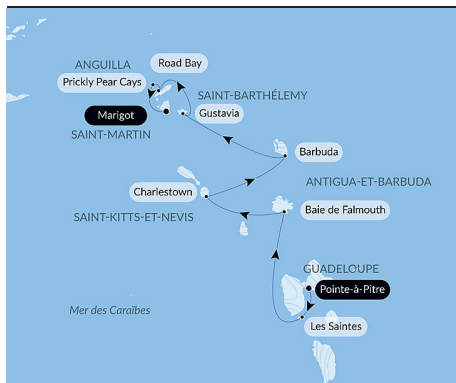 ANGUILLA
Road Bay
Prickly Pear Cays
SAINT-BARTHÉLEMY
Marigot
Gustavia
SAINT-MARTIN
Barbuda
Charlestown
ANTIGUA-ET-BARBUDA
Baie de Falmouth
SAINT-KITTS-ET-NEVIS
GUADELOUPE
Pointe-à-Pitre
Mer des Caraïbes
Les Saintes